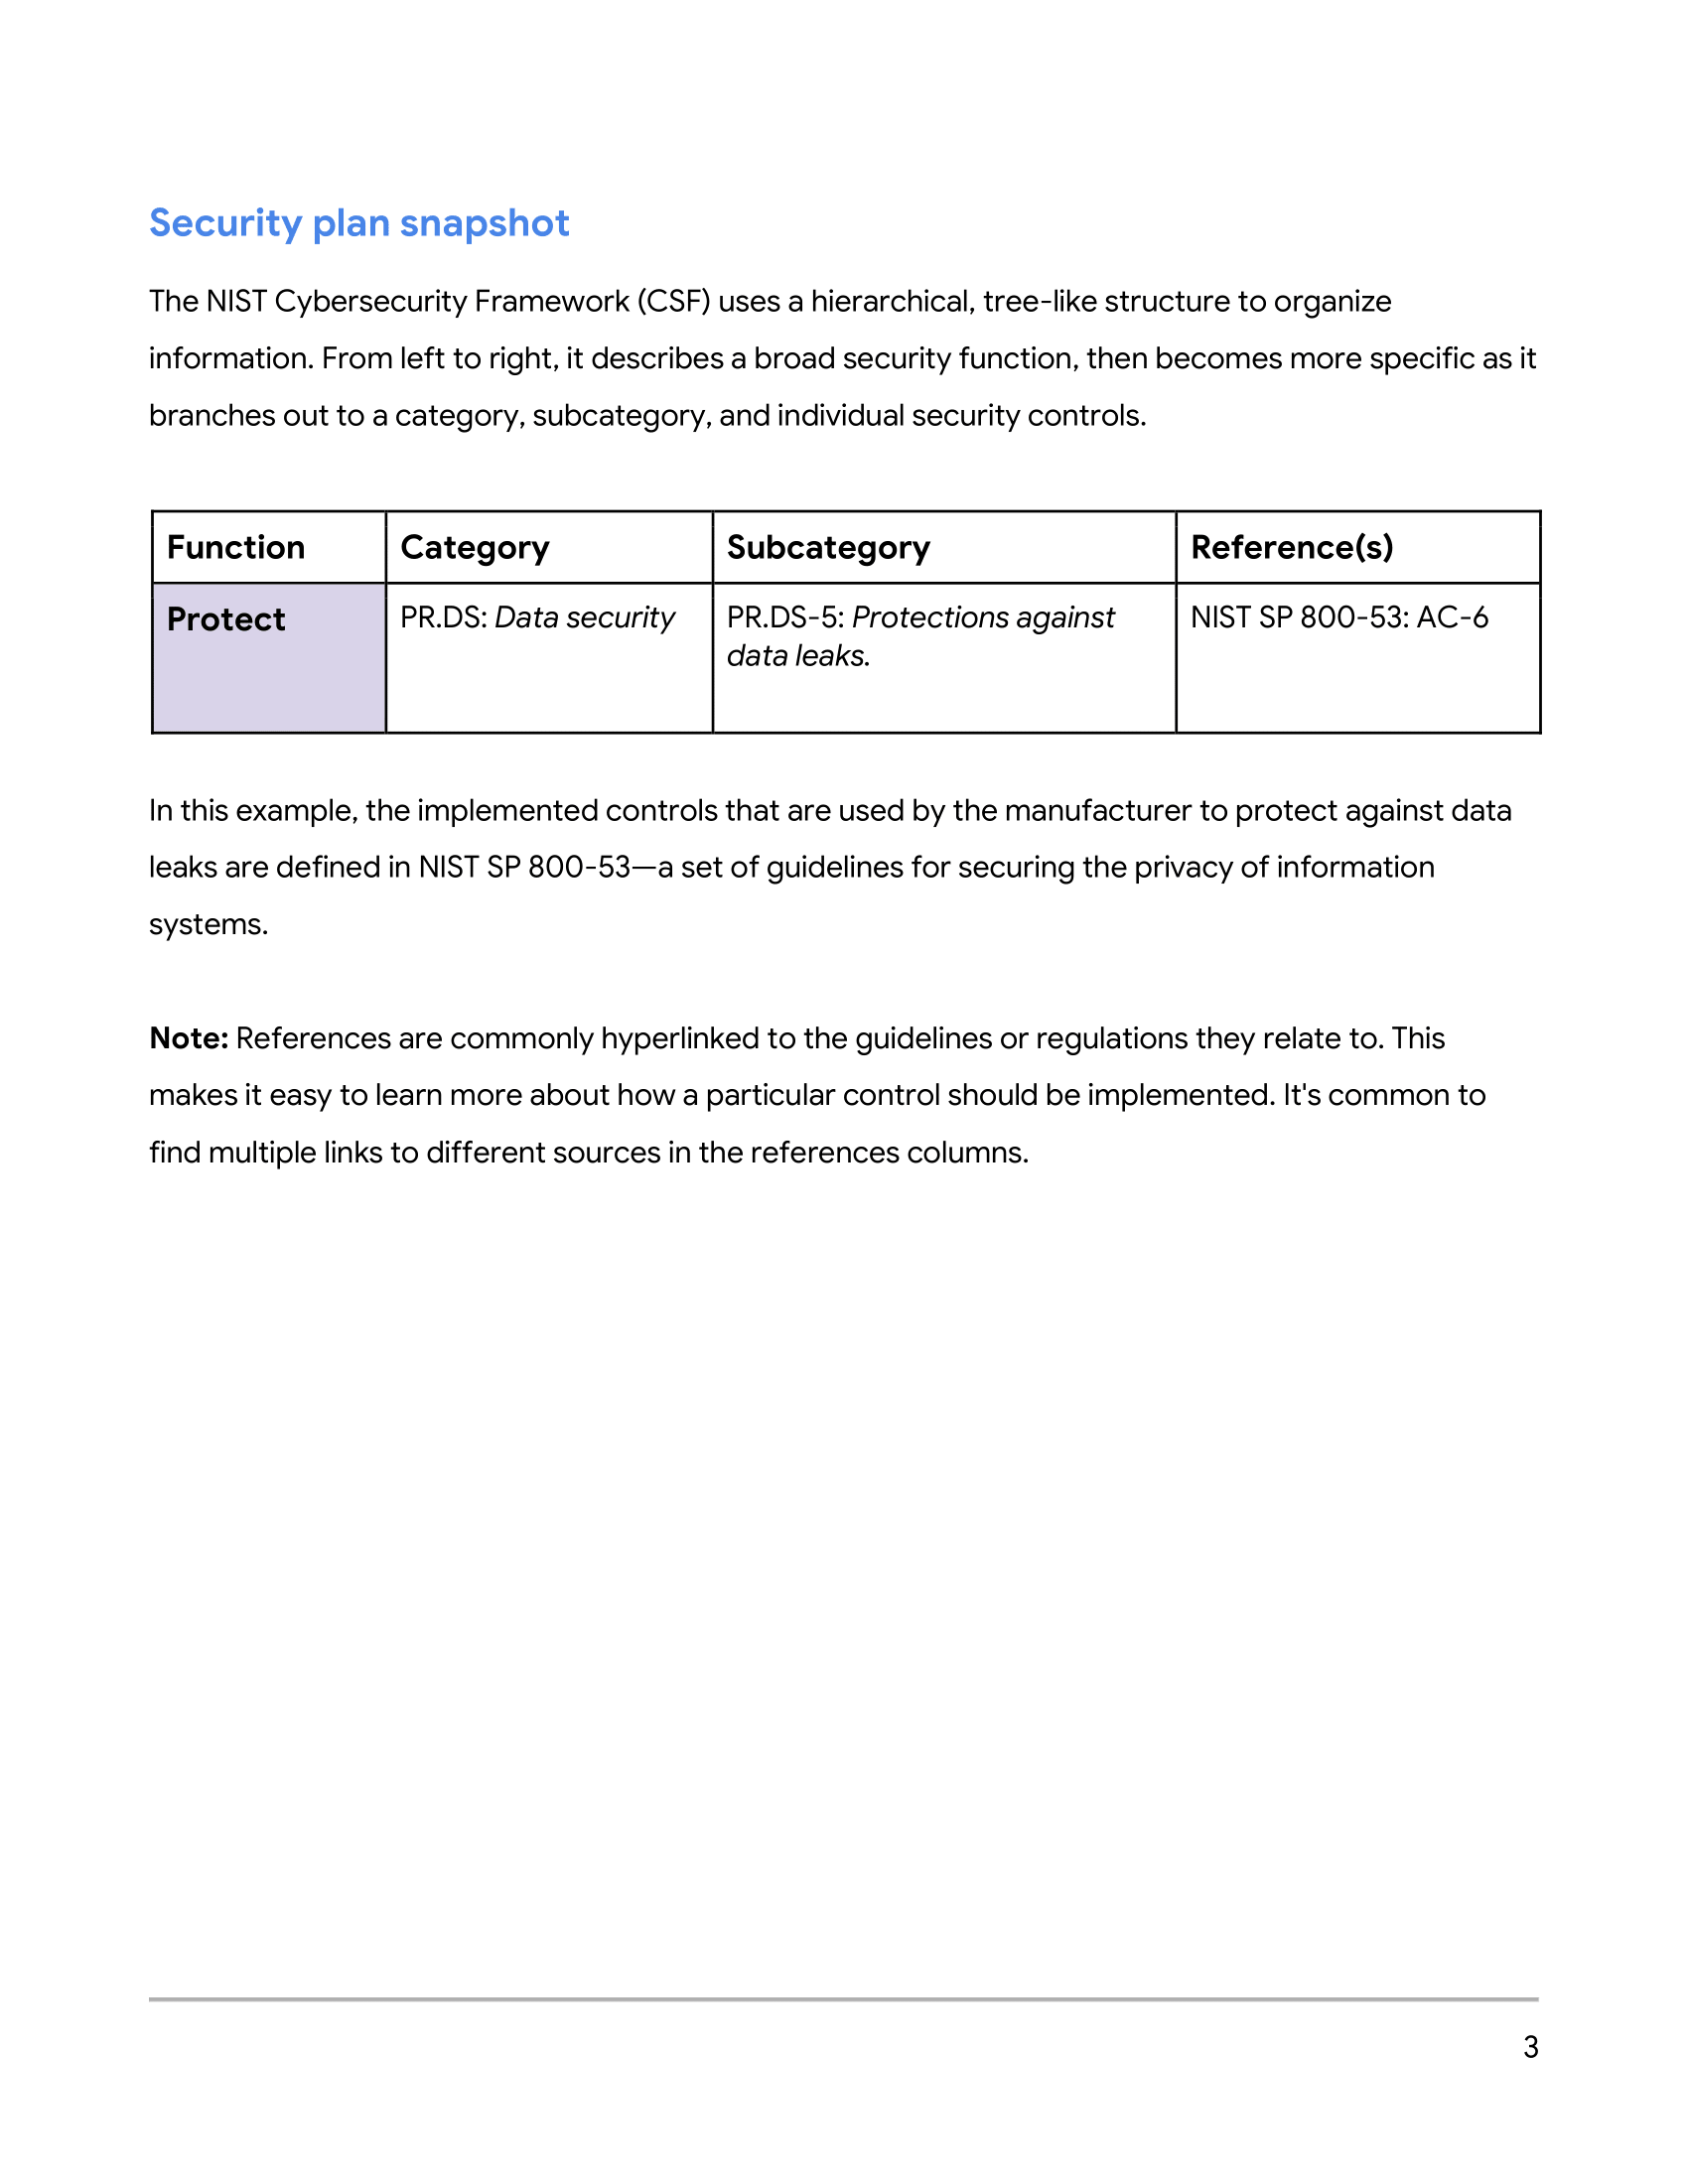 Security plan snapshot
The NIST Cybersecurity Framework (CSF) uses a hierarchical, tree-like structure to organize
information. From left to right, it describes a broad security function, then becomes more specific as it
branches out to a category, subcategory, and individual security controls.
Function Category Subcategory Reference(s)
Protect PR.DS: Data security PR.DS-5: Protections against NIST SP 800-53: AC-6
data leaks.
In this example, the implemented controls that are used by the manufacturer to protect against data
leaks are defined in NIST SP 800-53—a set of guidelines for securing the privacy of information
systems.
Note: References are commonly hyperlinked to the guidelines or regulations they relate to. This
makes it easy to learn more about how a particular control should be implemented. It's common to
find multiple links to different sources in the references columns.
3